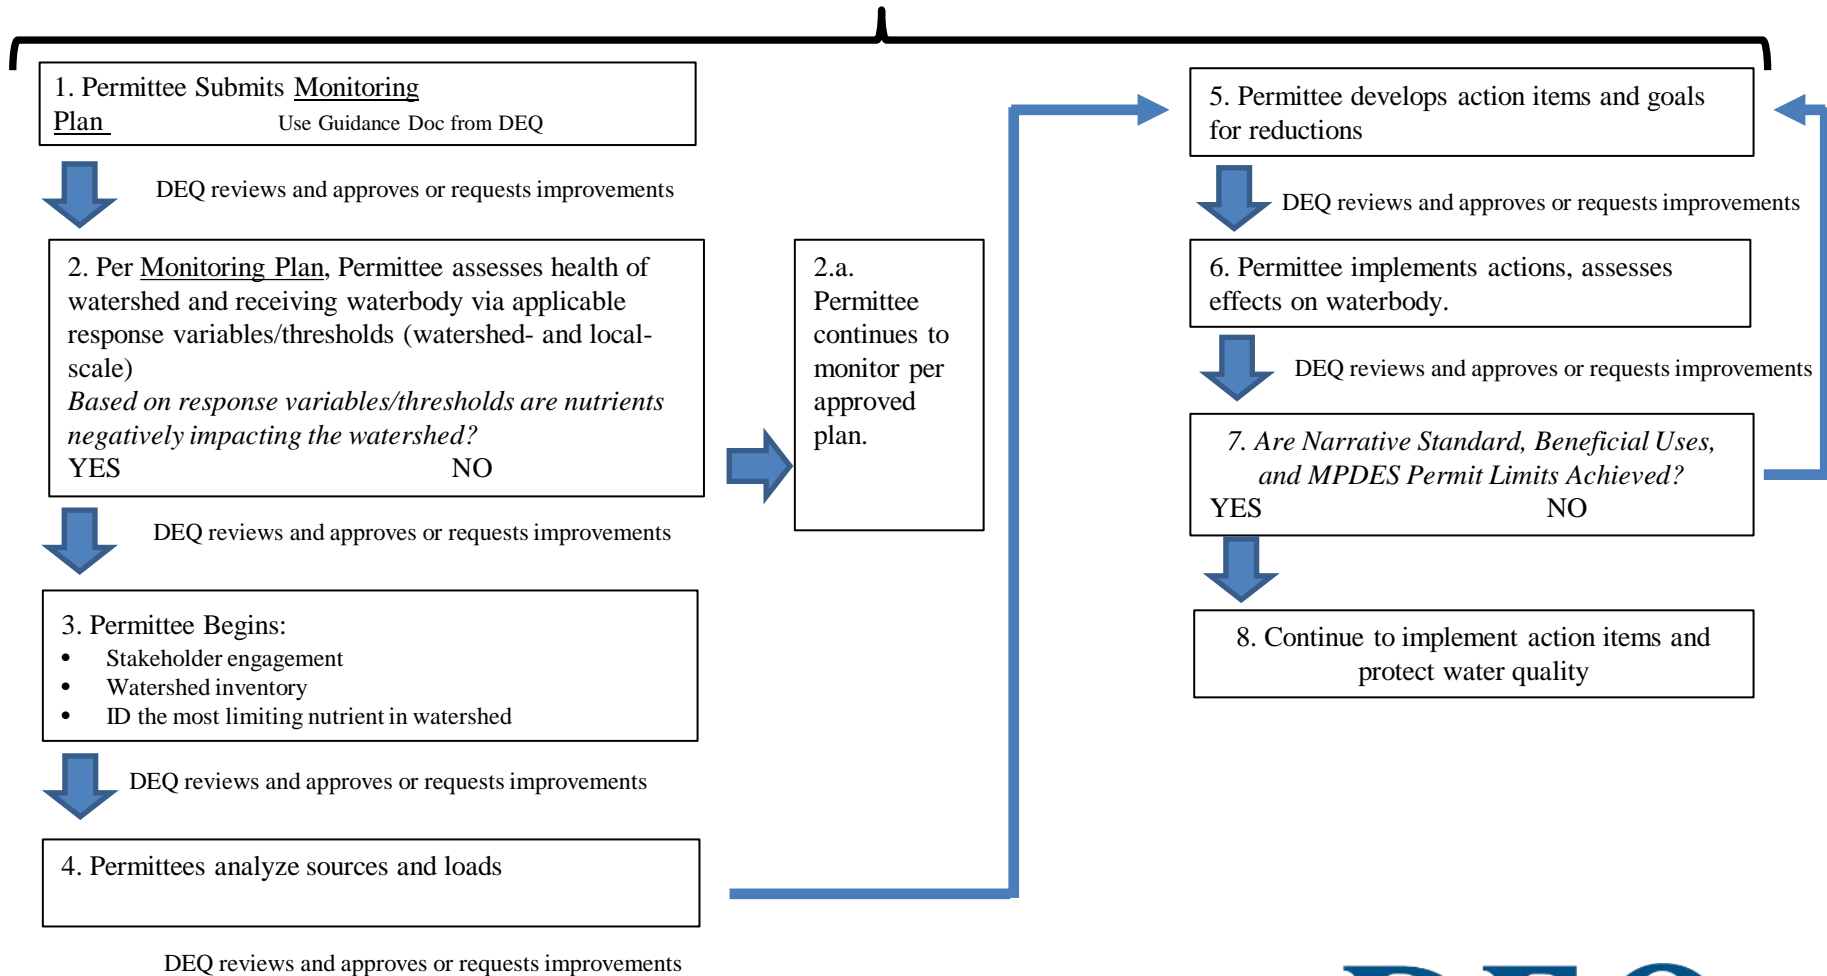 1. Permittee Submits Monitoring
Plan Use Guidance Doc from DEQ
DEQ reviews and approves or requests improvements
2. Per Monitoring Plan, Permittee assesses health of
watershed and receiving waterbody via applicable
response variables/thresholds (watershed- and local-
scale)
Based on response variables/thresholds are nutrients
negatively impacting the watershed?
YES NO
2.a.
Permittee
continues to
monitor per
approved
plan.
DEQ reviews and approves or requests improvements
3. Permittee Begins:
• Stakeholder engagement
• Watershed inventory
• ID the most limiting nutrient in watershed
DEQ reviews and approves or requests improvements
4. Permittees analyze sources and loads
DEQ reviews and approves or requests improvements
5. Permittee develops action items and goals
for reductions
DEQ reviews and approves or requests improvements
6. Permittee implements actions, assesses
effects on waterbody.
DEQ reviews and approves or requests improvements
7. Are Narrative Standard, Beneficial Uses,
and MPDES Permit Limits Achieved?
YES NO
8. Continue to implement action items and
protect water quality